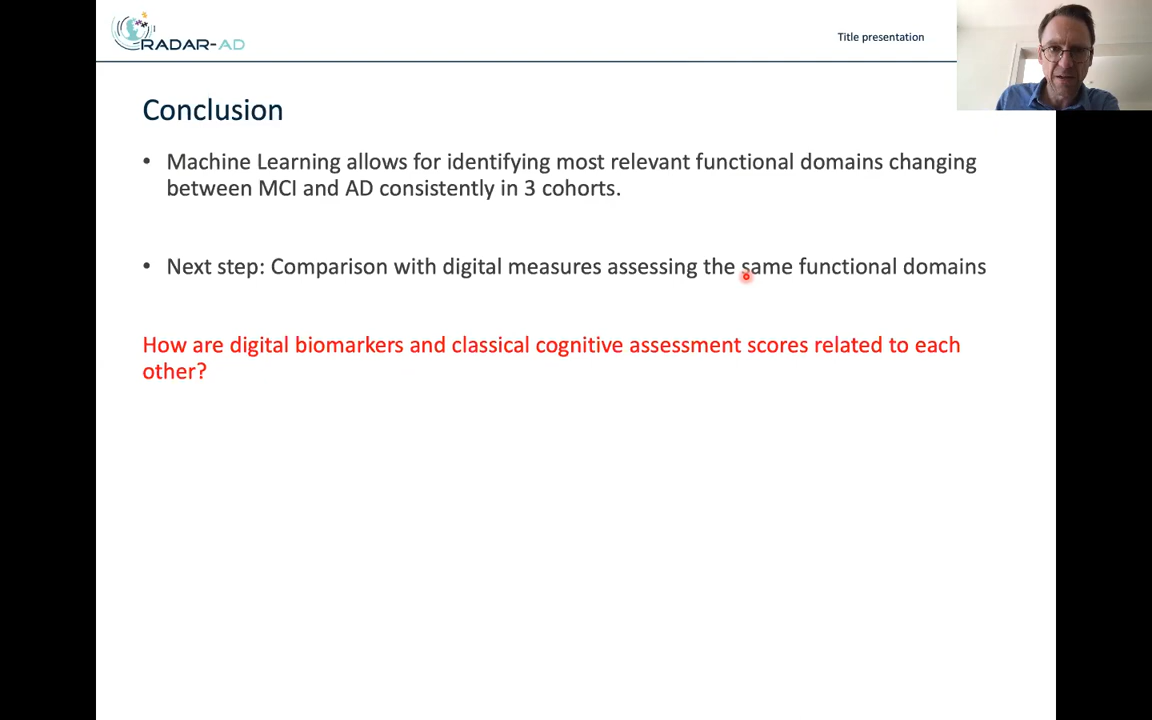 RADAR-AD
Title presentation
Conclusion
• Machine Learning allows for identifying most relevant functional domains changing
between MCI and AD consistently in 3 cohorts.
• Next step: Comparison with digital measures assessing the same functional domains
How are digital biomarkers and classical cognitive assessment scores related to each
other?